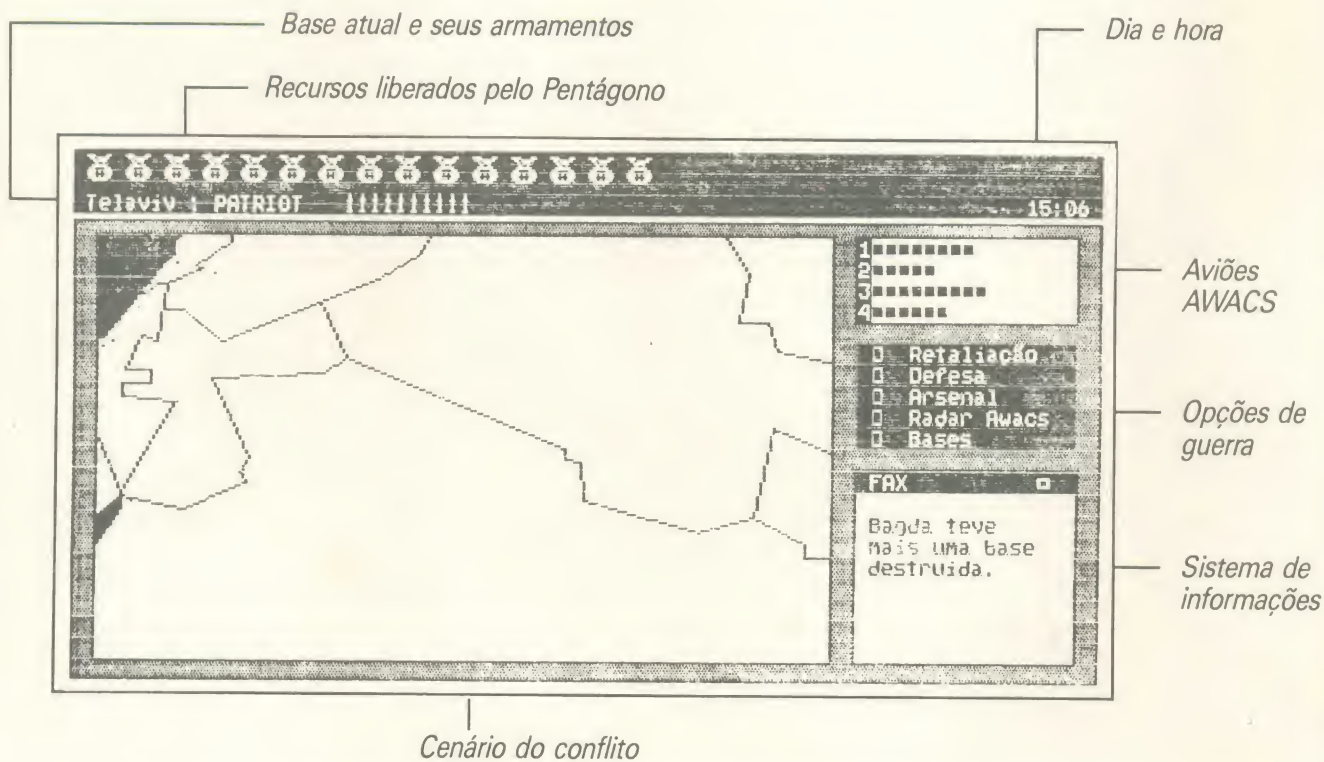 Base atual e seus armamentos
Dia e hora
Recursos liberados pelo Pentágono
Telaviv : PATRIOT
15:06
1
2
3
4
Aviões
AWACS
Retaliação
Defesa
Arsenal
Radar Awacs
Bases
Opções de
guerra
FAX
Bagda teve
mais uma base
destruida.
Sistema de
informações
Cenário do conflito